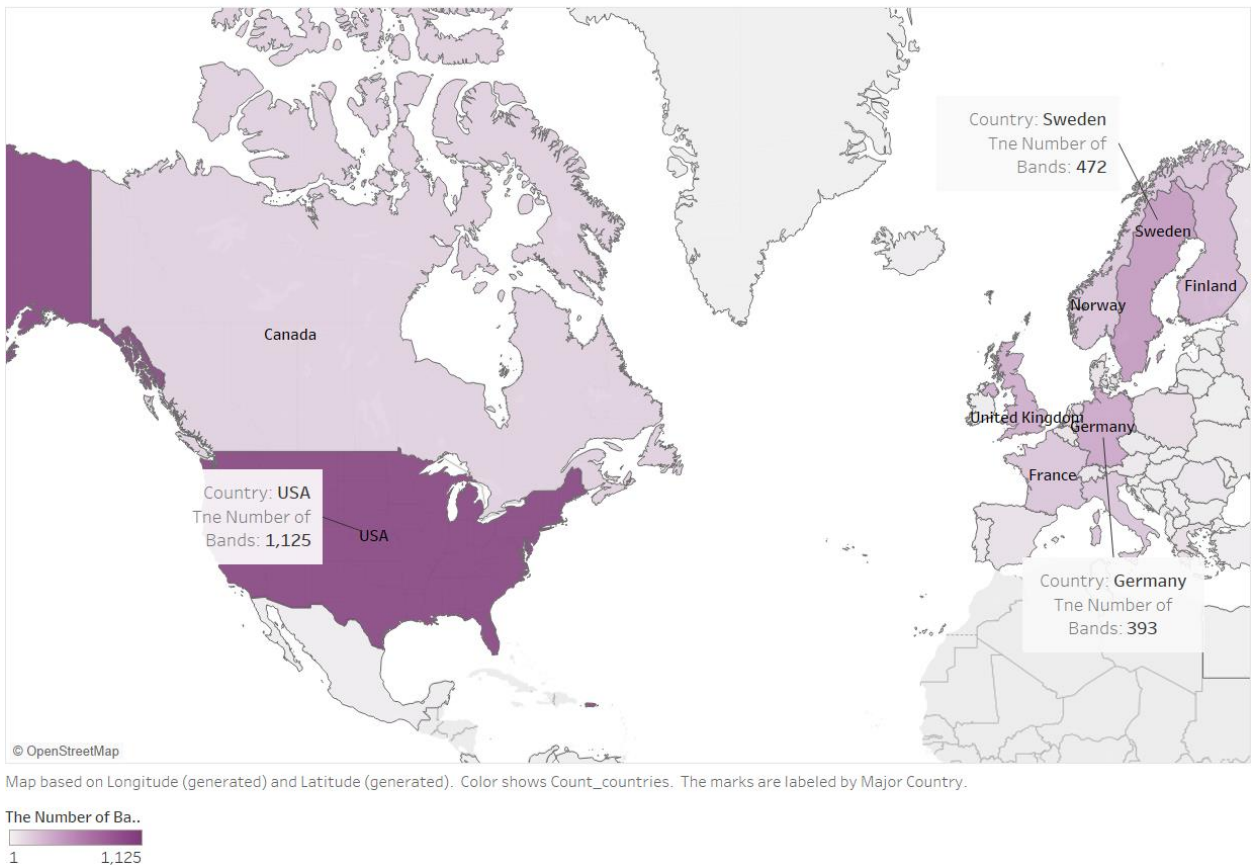 Country: Sweden
Tne Number of
Bands: 472
Sweden
Finland
Norway
Canada
United Kingdom
Germany
France
Country: USA
Tne Number of
Bands: 1,125
USA
Country: Germany
Tne Number of
Bands: 393
© OpenStreetMap
Map based on Longitude (generated) and Latitude (generated). Color shows Count_countries. The marks are labeled by Major Country.
The Number of Ba..
1
1,125